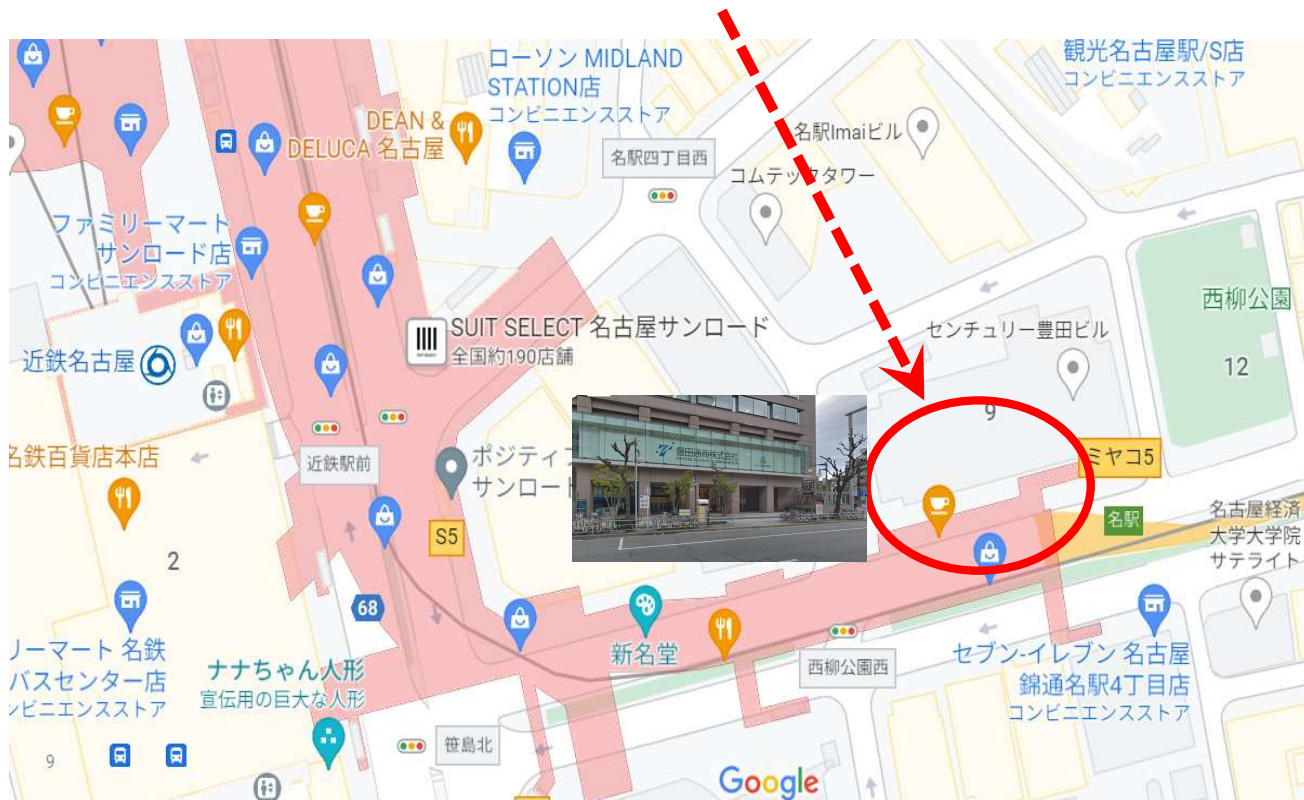 ローソン MIDLAND
STATION店
コンビニエンスストア
観光名古屋駅/S店
コンビニエンスストア
DEAN &
DELUCA 名古屋
名駅四丁目西
名駅Imaiビル
コムテックタワー
ファミリーマート
サンロード店
コンビニエンスストア
西柳公園
12
SUIT SELECT 名古屋サンロード
全国約190店舗
センチュリー豊田ビル
9
近鉄名古屋
名鉄百貨店本店
近鉄駅前
ポジティブ
サンロード
豊田通商株式会社
ミヤコ5
名駅
名古屋経済
大学大学院
サテライト
S5
2
68
新名堂
西柳公園西
セブン-イレブン 名古屋
錦通名駅4丁目店
コンビニエンスストア
リーマート 名鉄
バスセンター店
ンビニエンスストア
ナナちゃん人形
宣伝用の巨大な人形
笹島北
9
Google